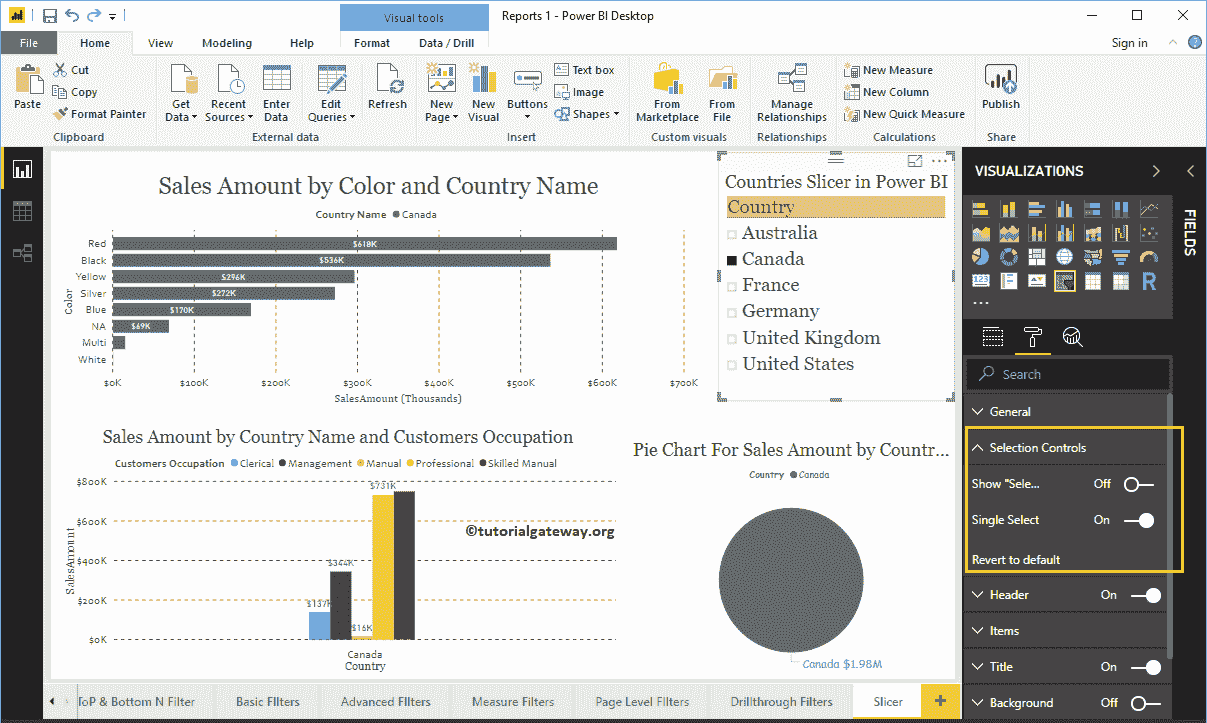 Visual tools
Reports 1 - Power BI Desktop
File
Home
View
Modeling
Help
Format
Data / Drill
Sign in
Paste
Cut
Copy
Format Painter
Clipboard
Get Data
Recent Sources
Enter Data
Edit Queries
External data
Refresh
New Page
New Visual
Buttons
Text box
Image
Shapes
Insert
From Marketplace
From File
Custom visuals
Manage Relationships
Relationships
New Measure
New Column
New Quick Measure
Calculations
Publish
Share
Sales Amount by Color and Country Name
Country Name Canada
Color
Red $618K
Black $536K
Yellow $296K
Silver $272K
Blue $170K
NA $69K
Multi
White
$0K $100K $200K $300K $400K $500K $600K $700K
SalesAmount (Thousands)
Countries Slicer in Power BI
Country
Australia
Canada
France
Germany
United Kingdom
United States
Sales Amount by Country Name and Customers Occupation
Customers Occupation Clerical Management Manual Professional Skilled Manual
SalesAmount
$800K
$600K
$400K
$200K
$0K
$137K
$344K
$16K
$731K
Canada
Country
©tutorialgateway.org
Pie Chart For Sales Amount by Countr...
Country Canada
Canada $1.98M
VISUALIZATIONS
FIELDS
123
R
Search
General
Selection Controls
Show "Sele... Off
Single Select On
Revert to default
Header On
Items
Title On
Background Off
ToP & Bottom N Filter
Basic FIlters
Advanced FIlters
Measure Filters
Page Level FIlters
Drillthrough Filters
Slicer
+